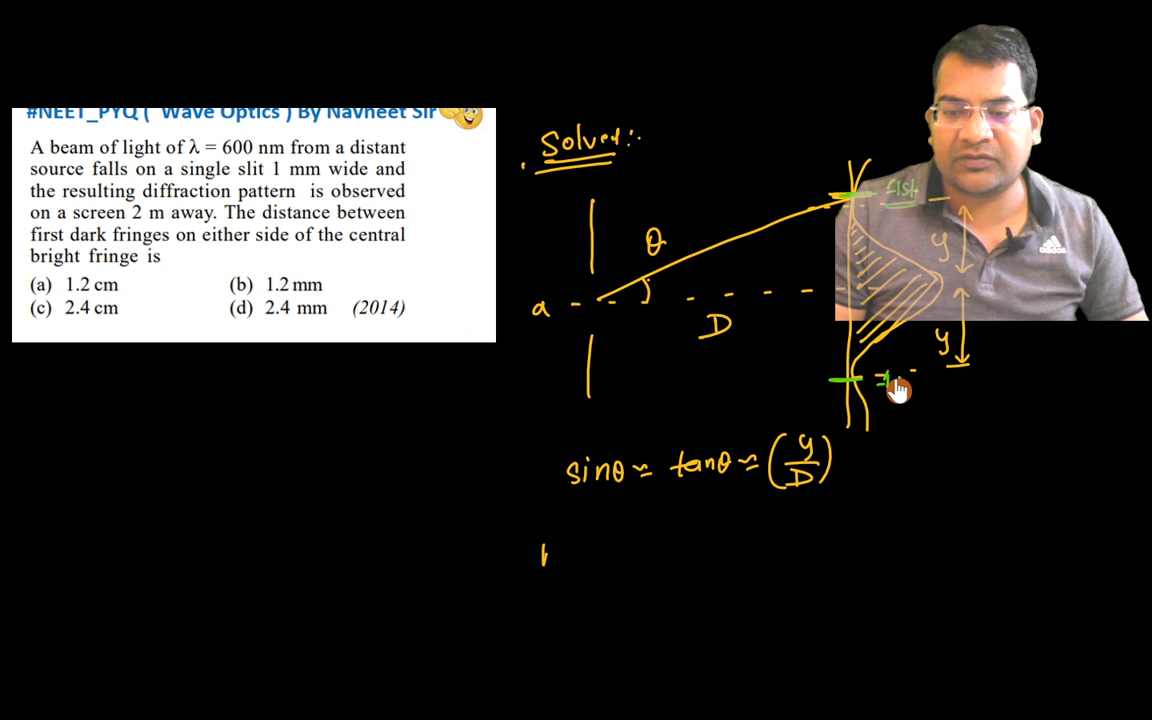 #NEET_PYQ ( Wave Optics ) By Navneet Sir
A beam of light of λ = 600 nm from a distant
source falls on a single slit 1 mm wide and
the resulting diffraction pattern is observed
on a screen 2 m away. The distance between
first dark fringes on either side of the central
bright fringe is
(a) 1.2 cm (b) 1.2 mm
(c) 2.4 cm (d) 2.4 mm (2014)
θ
a
D
y
y
sinθ ≈ tanθ ≈ (y/D)
adidas